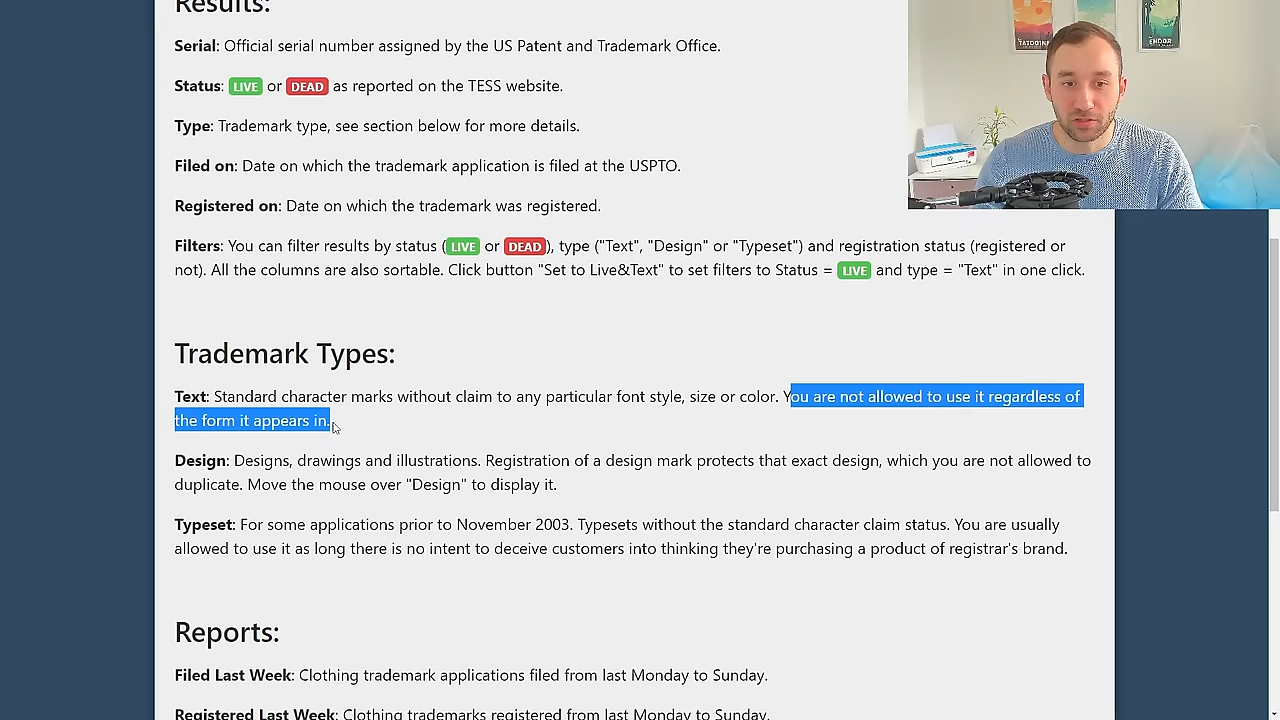 Results:
Serial: Official serial number assigned by the US Patent and Trademark Office.
Status: LIVE or DEAD as reported on the TESS website.
Type: Trademark type, see section below for more details.
Filed on: Date on which the trademark application is filed at the USPTO.
Registered on: Date on which the trademark was registered.
Filters: You can filter results by status (LIVE or DEAD), type ("Text", "Design" or "Typeset") and registration status (registered or
not). All the columns are also sortable. Click button "Set to Live&Text" to set filters to Status = LIVE and type = "Text" in one click.
Trademark Types:
Text: Standard character marks without claim to any particular font style, size or color. You are not allowed to use it regardless of
the form it appears in.
Design: Designs, drawings and illustrations. Registration of a design mark protects that exact design, which you are not allowed to
duplicate. Move the mouse over "Design" to display it.
Typeset: For some applications prior to November 2003. Typesets without the standard character claim status. You are usually
allowed to use it as long there is no intent to deceive customers into thinking they're purchasing a product of registrar's brand.
Reports:
Filed Last Week: Clothing trademark applications filed from last Monday to Sunday.
Registered Last Week: Clothing trademarks registered from last Monday to Sunday.
TATOOINE
ENDOR